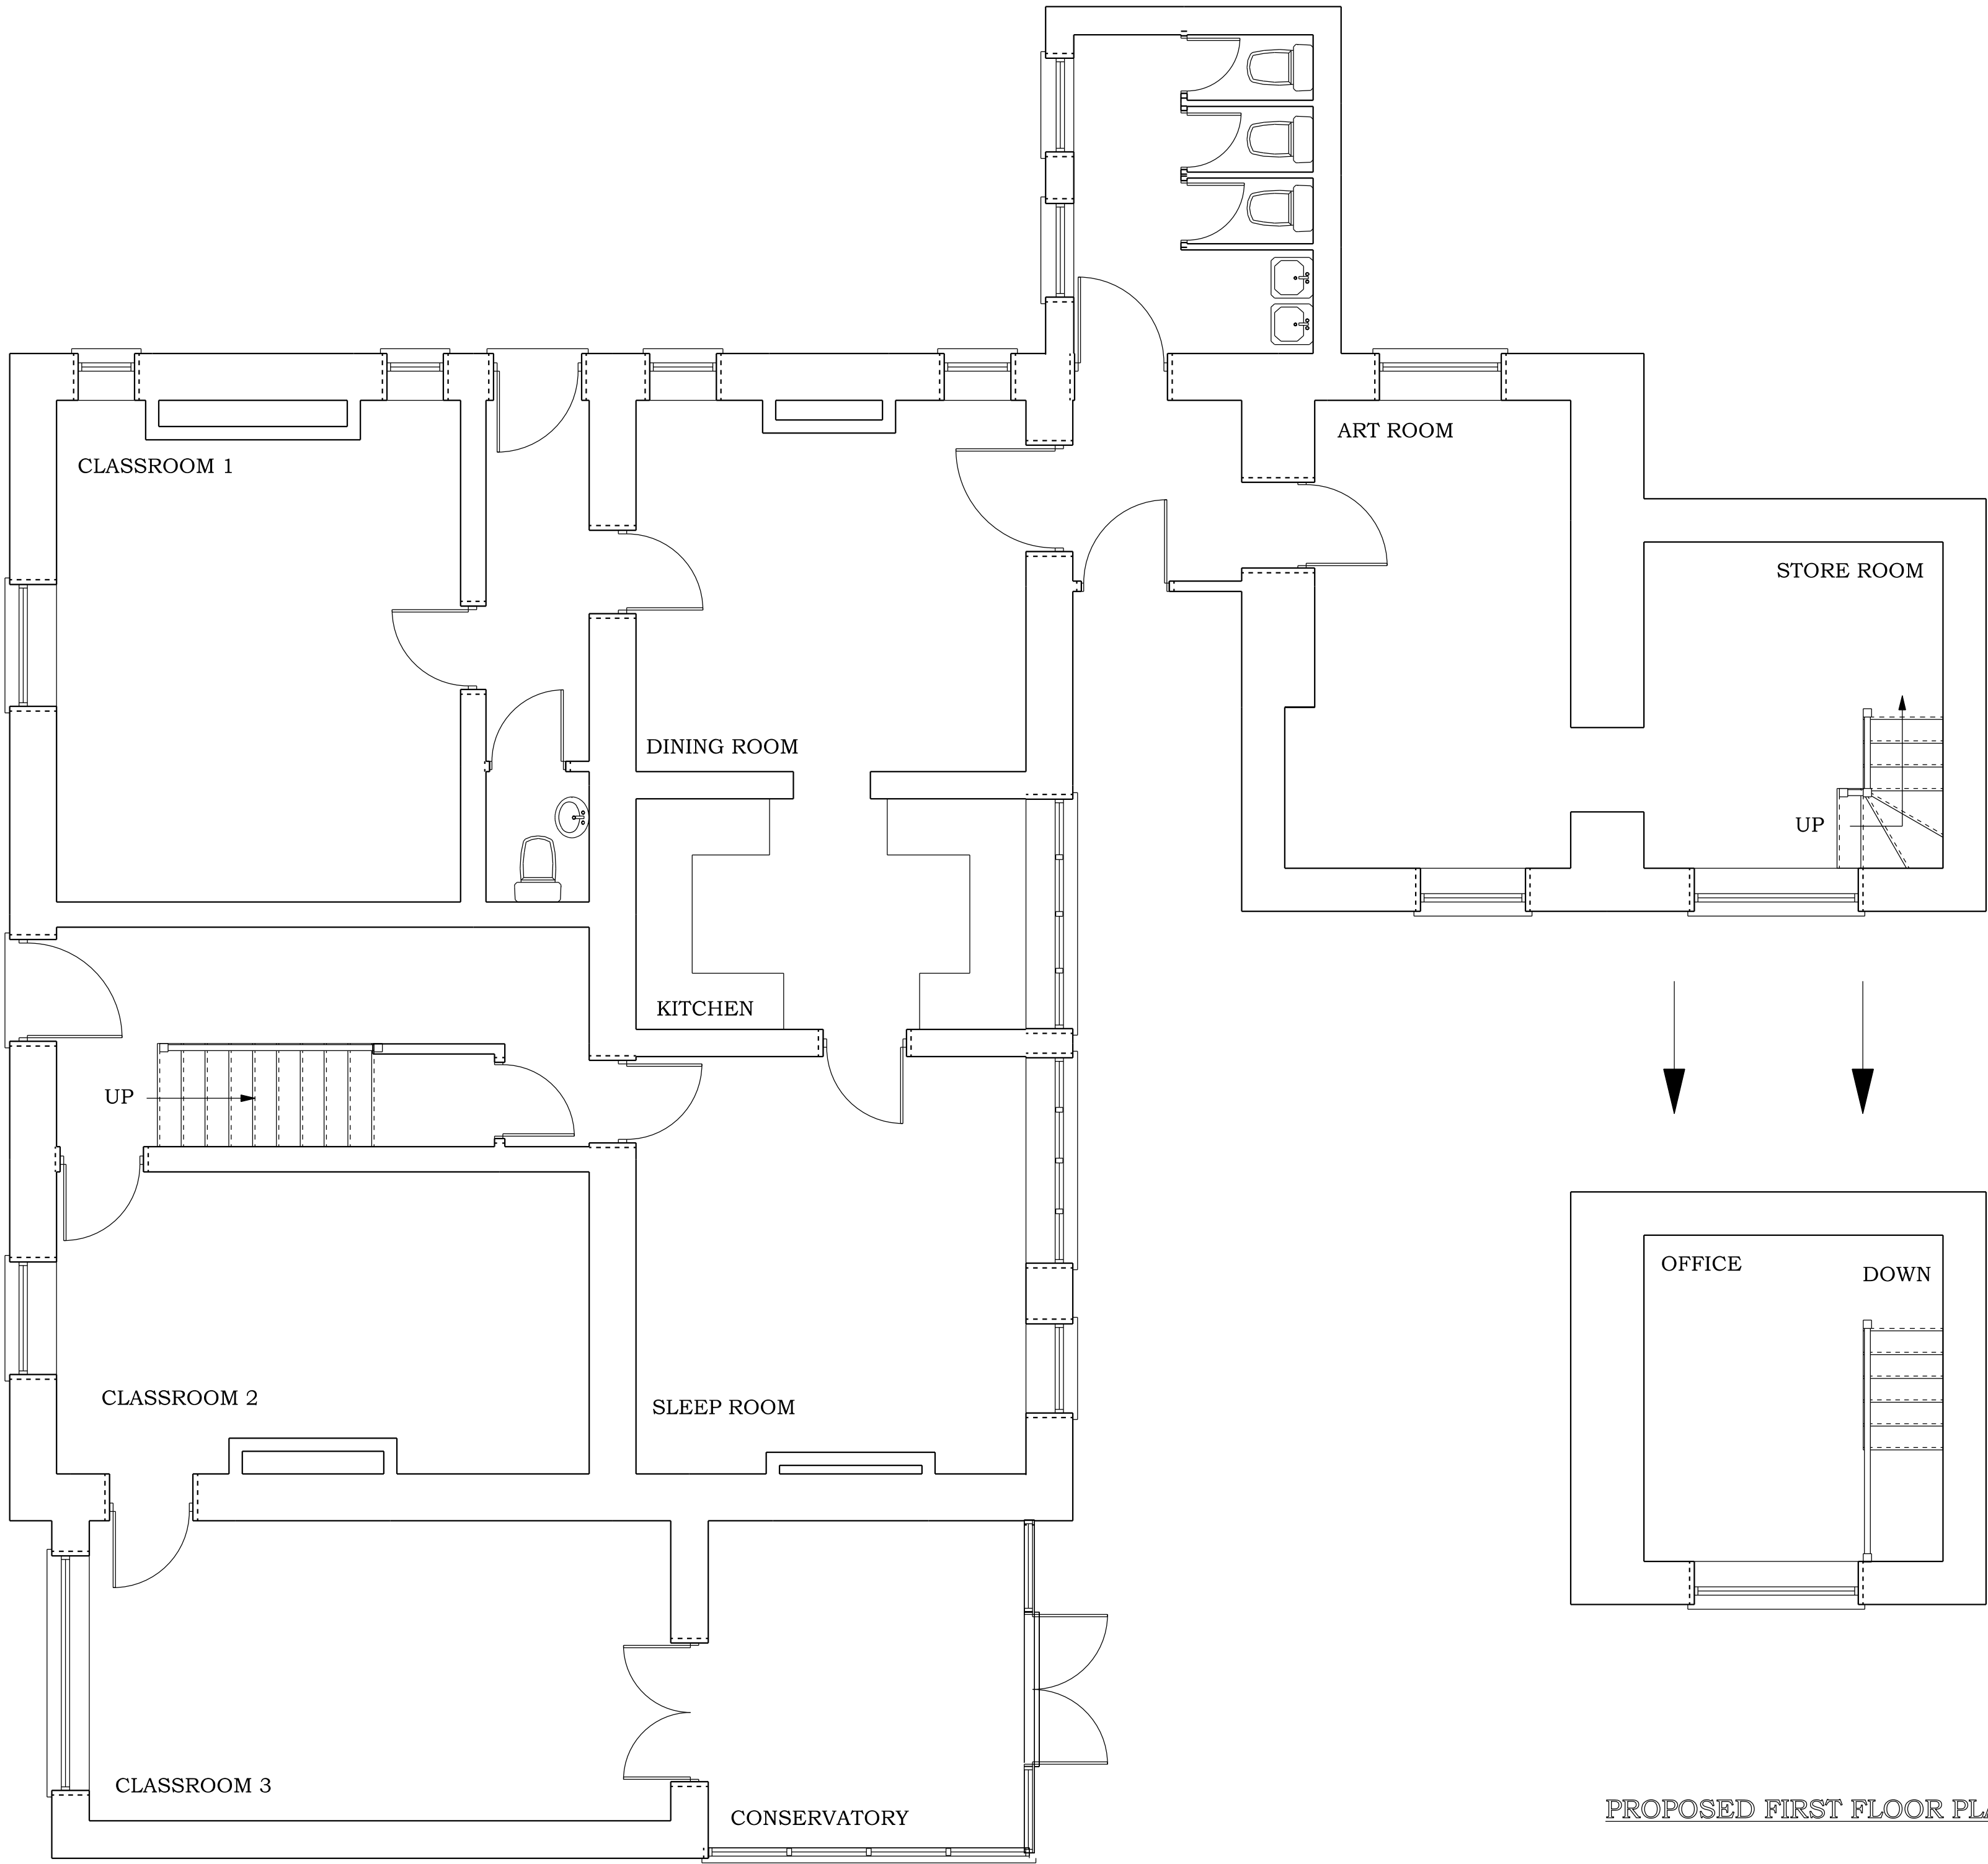 ART ROOM
CLASSROOM 1
STORE ROOM
DINING ROOM
UP
KITCHEN
UP
OFFICE
DOWN
CLASSROOM 2
SLEEP ROOM
CLASSROOM 3
CONSERVATORY
PROPOSED FIRST FLOOR